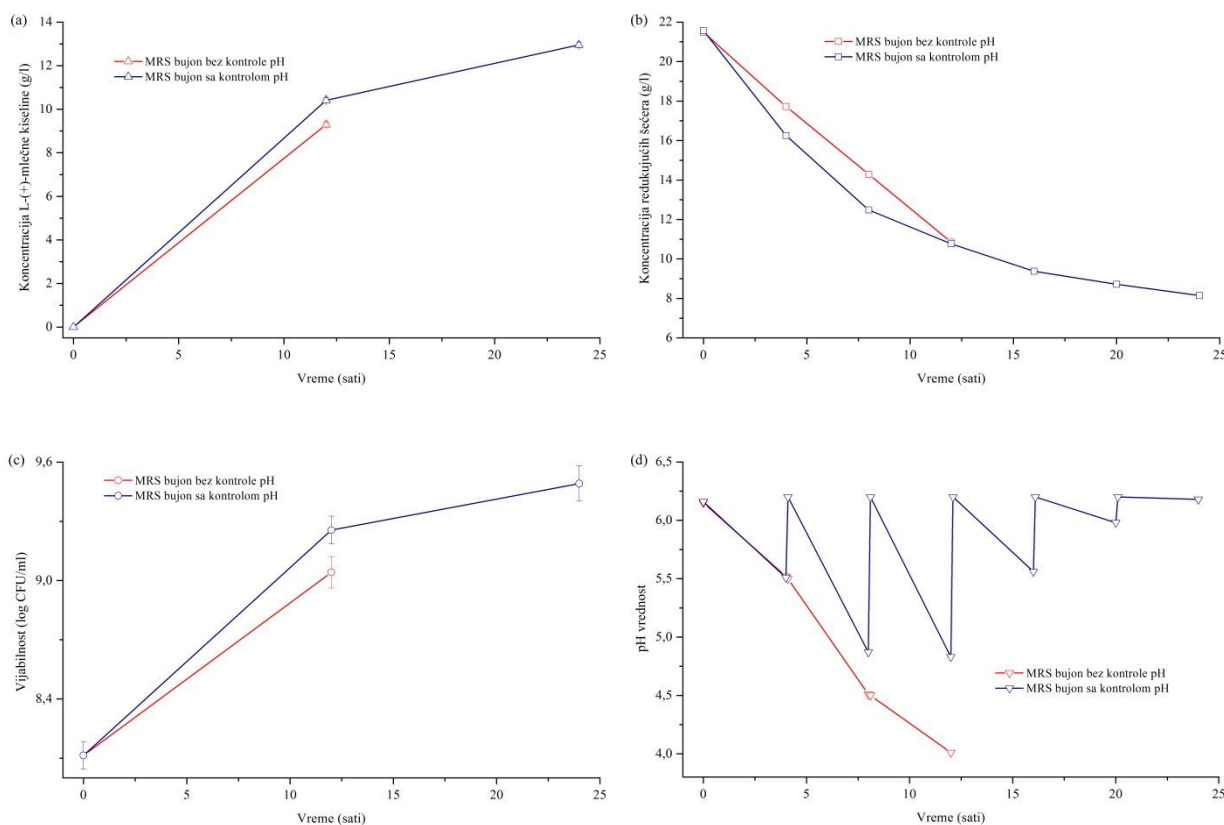 (a)
14
12
10
8
6
4
2
0
Koncentracija L-(+)-mlečne kiseline (g/l)
MRS bujon bez kontrole pH
MRS bujon sa kontrolom pH
0 5 10 15 20 25
Vreme (sati)
(b)
22
20
18
16
14
12
10
8
6
Koncentracija redukujućih šećera (g/l)
MRS bujon bez kontrole pH
MRS bujon sa kontrolom pH
0 5 10 15 20 25
Vreme (sati)
(c)
9,6
9,0
8,4
Vijabilnost (log CFU/ml)
MRS bujon bez kontrole pH
MRS bujon sa kontrolom pH
0 5 10 15 20 25
Vreme (sati)
(d)
6,5
6,0
5,5
5,0
4,5
4,0
pH vrednost
MRS bujon bez kontrole pH
MRS bujon sa kontrolom pH
0 5 10 15 20 25
Vreme (sati)